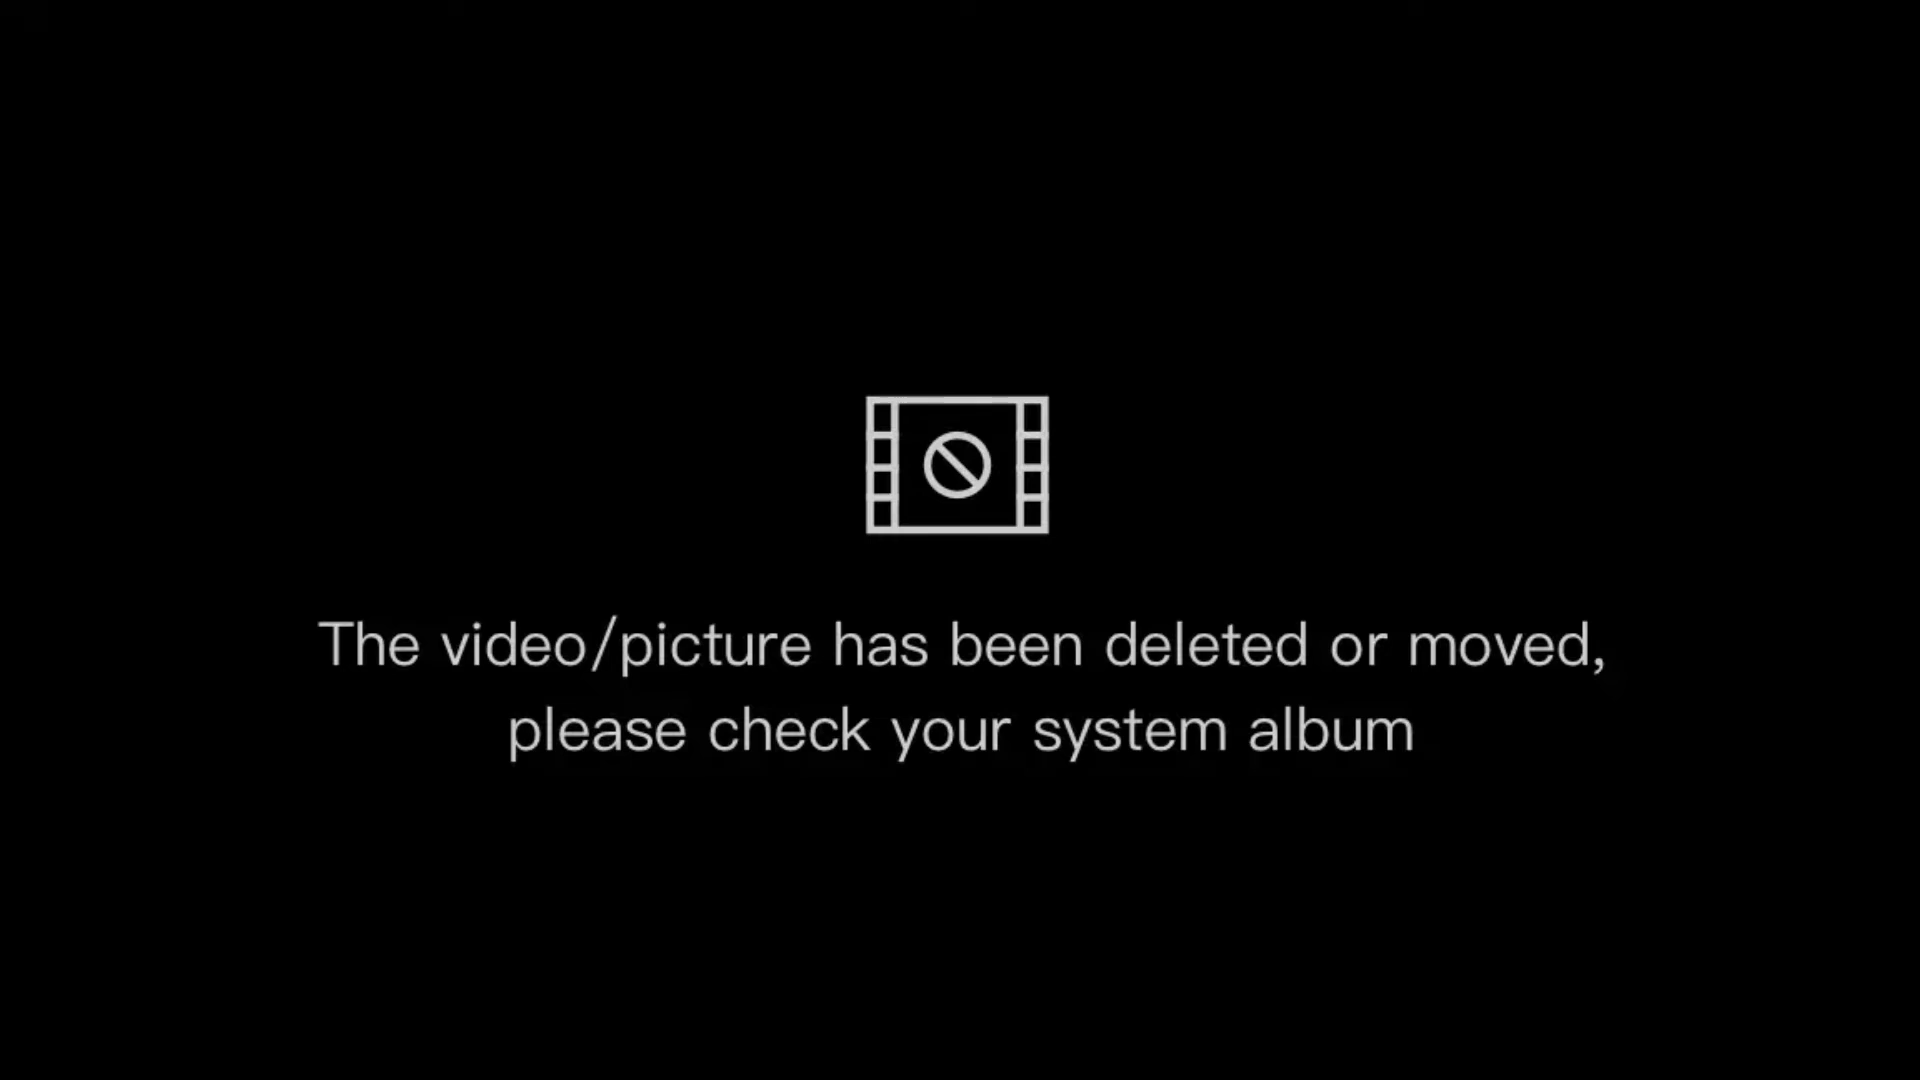 The video/picture has been deleted or moved,
please check your system album